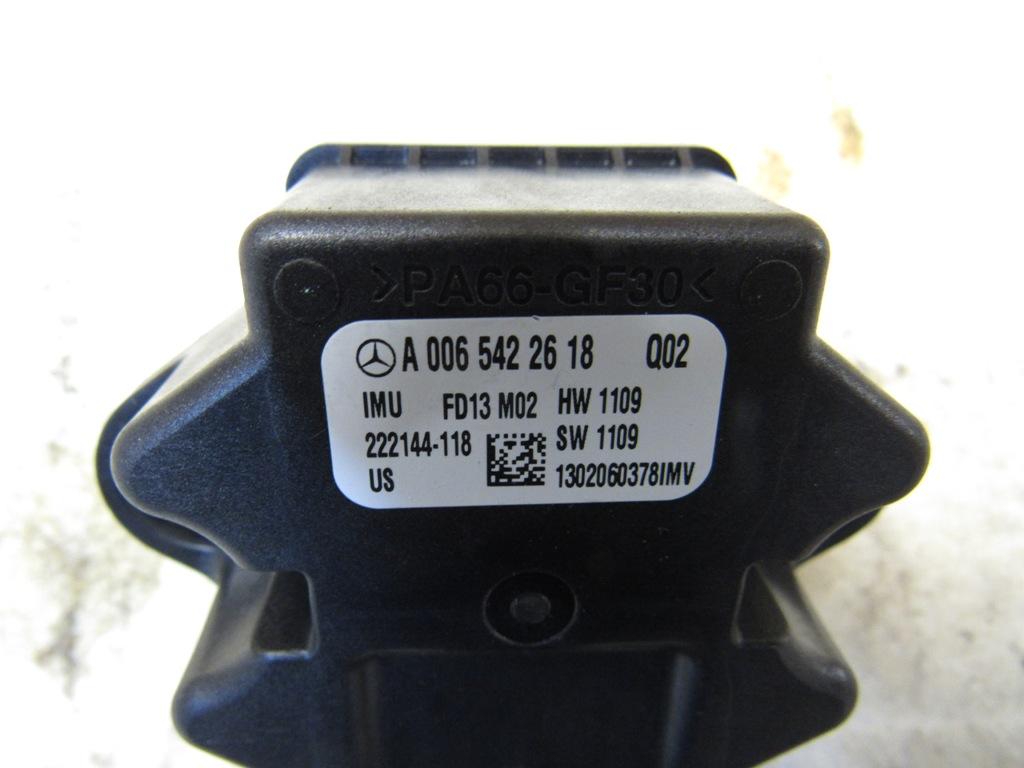 >PA66-GF30<
A 006 542 26 18 Q02
IMU FD13 M02 HW 1109
222144-118 SW 1109
US 1302060378IMV